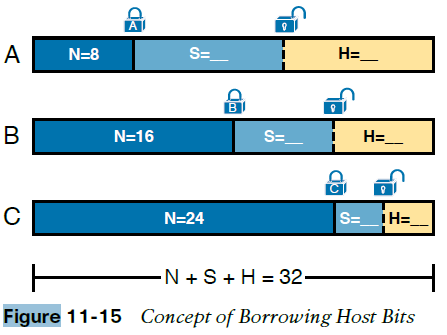 A
A N=8 S=__ H=__
B
B N=16 S=__ H=__
C
C N=24 S=__ H=__
N + S + H = 32
Figure 11-15 Concept of Borrowing Host Bits